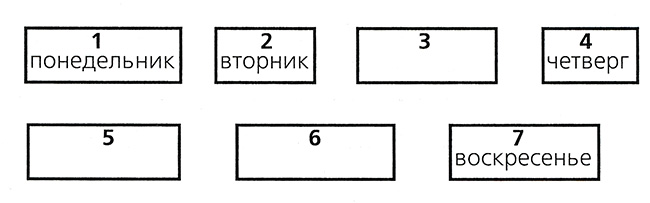 1 2 3 4
понедельник вторник четверг
5 6 7
воскресенье